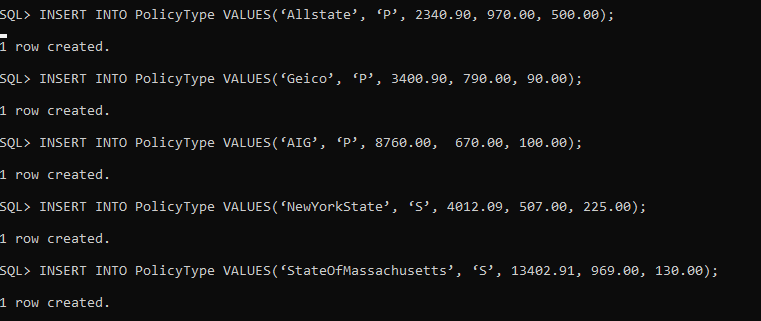 SQL> INSERT INTO PolicyType VALUES(‘Allstate’, ‘P’, 2340.90, 970.00, 500.00);
1 row created.
SQL> INSERT INTO PolicyType VALUES(‘Geico’, ‘P’, 3400.90, 790.00, 90.00);
1 row created.
SQL> INSERT INTO PolicyType VALUES(‘AIG’, ‘P’, 8760.00,  670.00, 100.00);
1 row created.
SQL> INSERT INTO PolicyType VALUES(‘NewYorkState’, ‘S’, 4012.09, 507.00, 225.00);
1 row created.
SQL> INSERT INTO PolicyType VALUES(‘StateOfMassachusetts’, ‘S’, 13402.91, 969.00, 130.00);
1 row created.